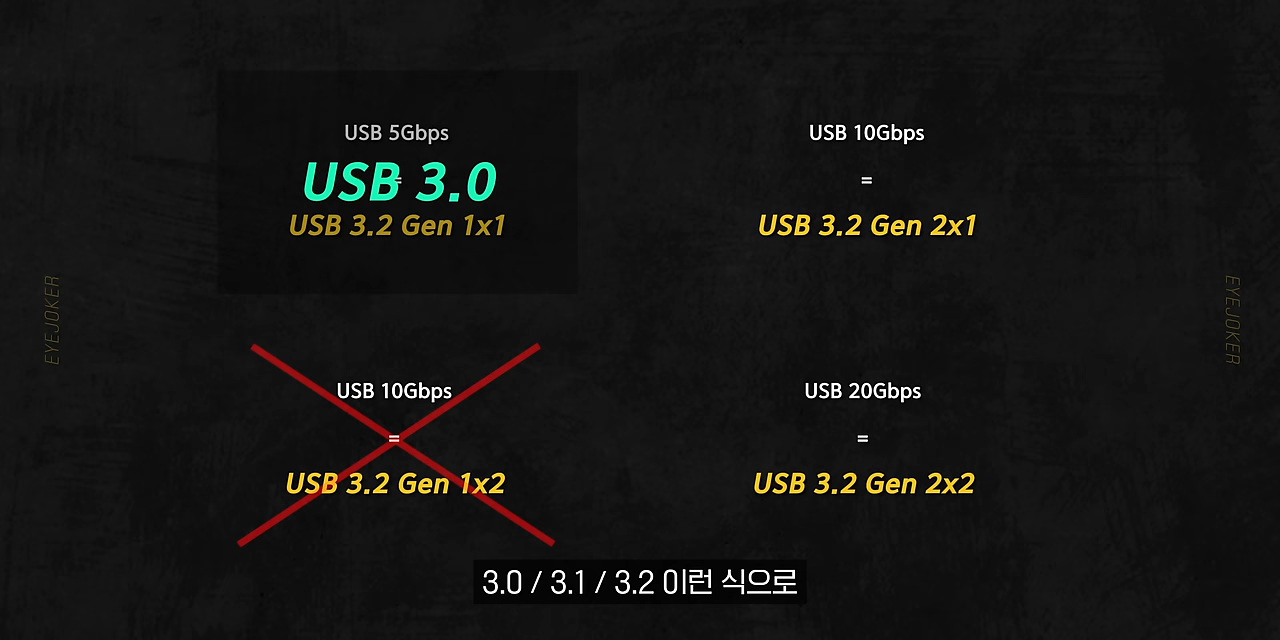 USB 5Gbps
=
USB 3.0
USB 3.2 Gen 1x1
USB 10Gbps
=
USB 3.2 Gen 2x1
EYEJOKER
EYEJOKER
USB 10Gbps
=
USB 3.2 Gen 1x2
USB 20Gbps
=
USB 3.2 Gen 2x2
3.0 / 3.1 / 3.2 이런 식으로